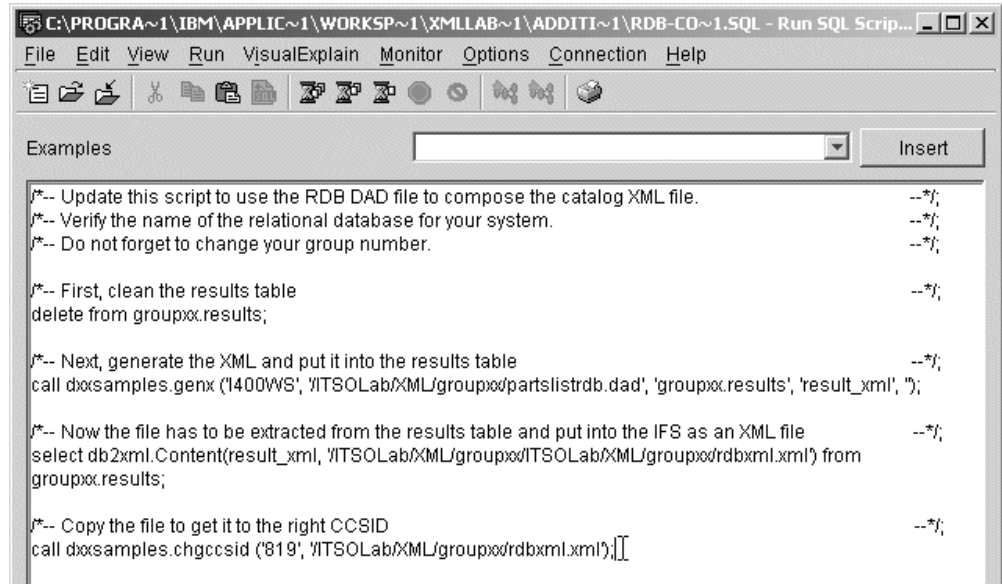 C:\PROGRA~1\IBM\APPLIC~1\WORKSP~1\XMLLAB~1\ADDITI~1\RDB-CO~1.SQL - Run SQL Scrip...
File Edit View Run VisualExplain Monitor Options Connection Help
Examples Insert
/*-- Update this script to use the RDB DAD file to compose the catalog XML file. --*/;
/*-- Verify the name of the relational database for your system. --*/;
/*-- Do not forget to change your group number. --*/;
/*-- First, clean the results table --*/;
delete from groupxx.results;
/*-- Next, generate the XML and put it into the results table --*/;
call dxxsamples.genx ('I400WS', '/ITSOLab/XML/groupxx/partslistrdb.dad', 'groupxx.results', 'result_xml', '');
/*-- Now the file has to be extracted from the results table and put into the IFS as an XML file --*/;
select db2xml.Content(result_xml, '/ITSOLab/XML/groupxx/ITSOLab/XML/groupxx/rdbxml.xml') from
groupxx.results;
/*-- Copy the file to get it to the right CCSID --*/;
call dxxsamples.chgccsid ('819', '/ITSOLab/XML/groupxx/rdbxml.xml');